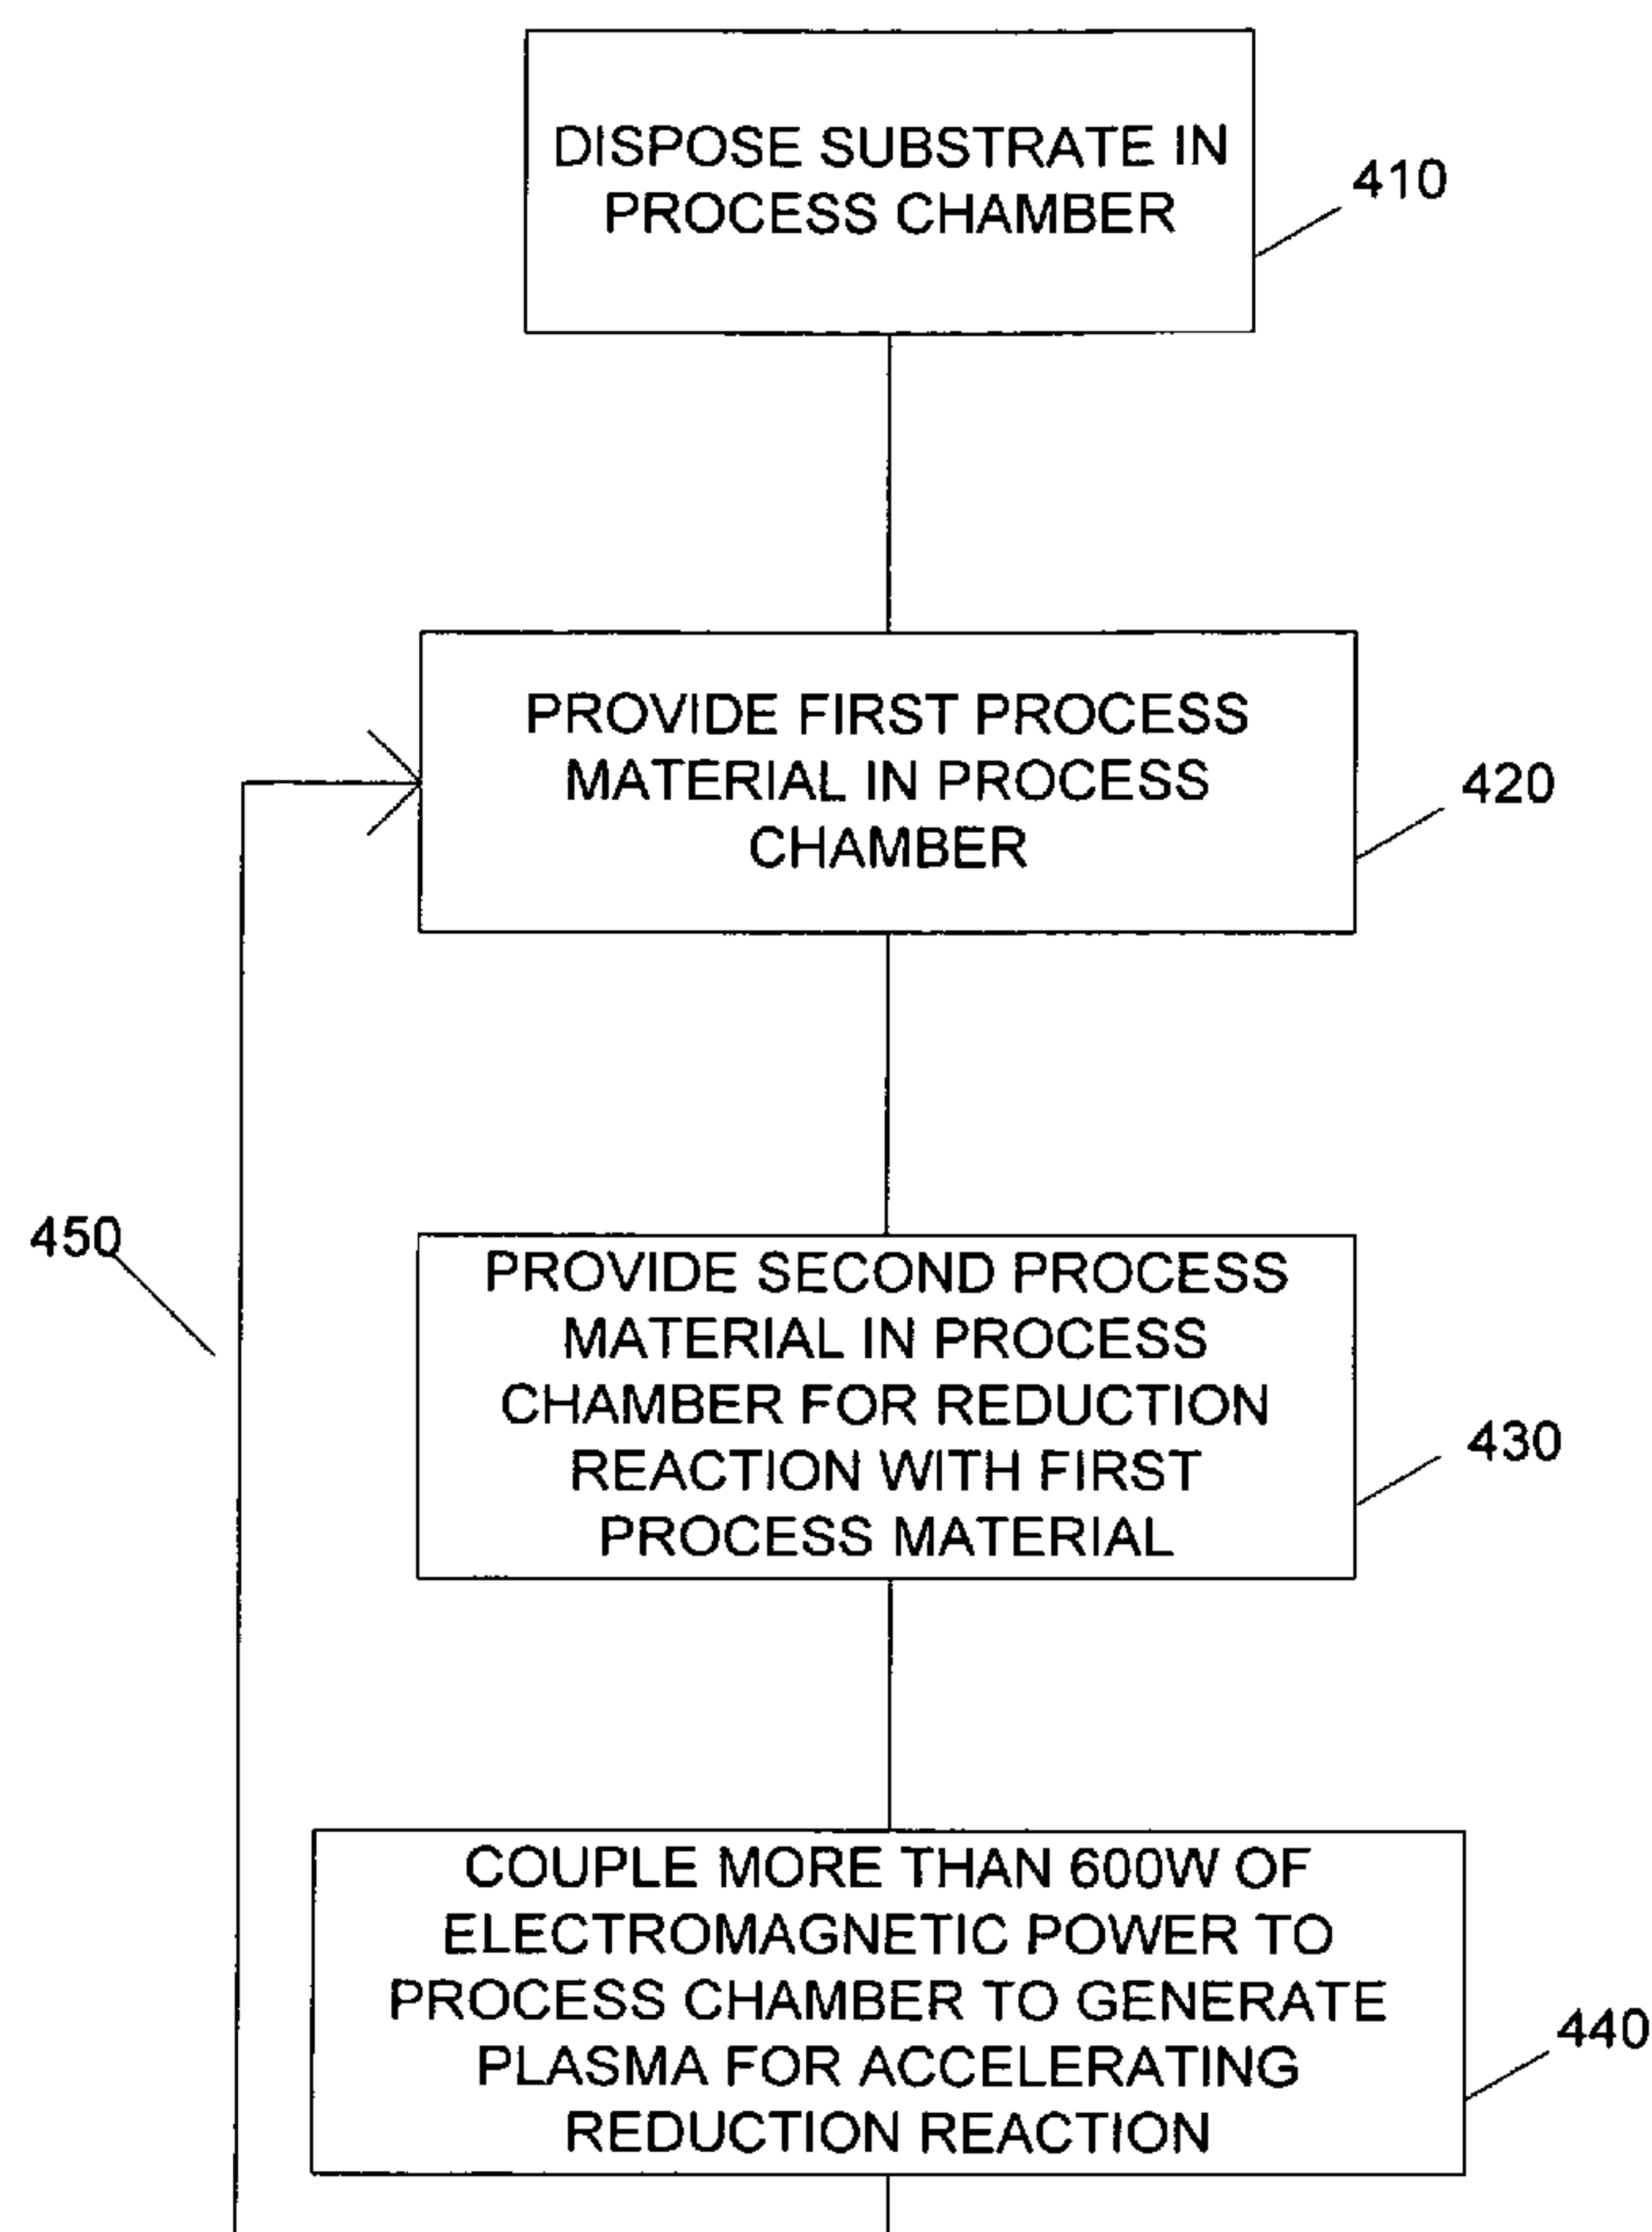 DISPOSE SUBSTRATE IN
PROCESS CHAMBER
410
PROVIDE FIRST PROCESS
MATERIAL IN PROCESS
CHAMBER
420
450
PROVIDE SECOND PROCESS
MATERIAL IN PROCESS
CHAMBER FOR REDUCTION
REACTION WITH FIRST
PROCESS MATERIAL
430
COUPLE MORE THAN 600W OF
ELECTROMAGNETIC POWER TO
PROCESS CHAMBER TO GENERATE
PLASMA FOR ACCELERATING
REDUCTION REACTION
440